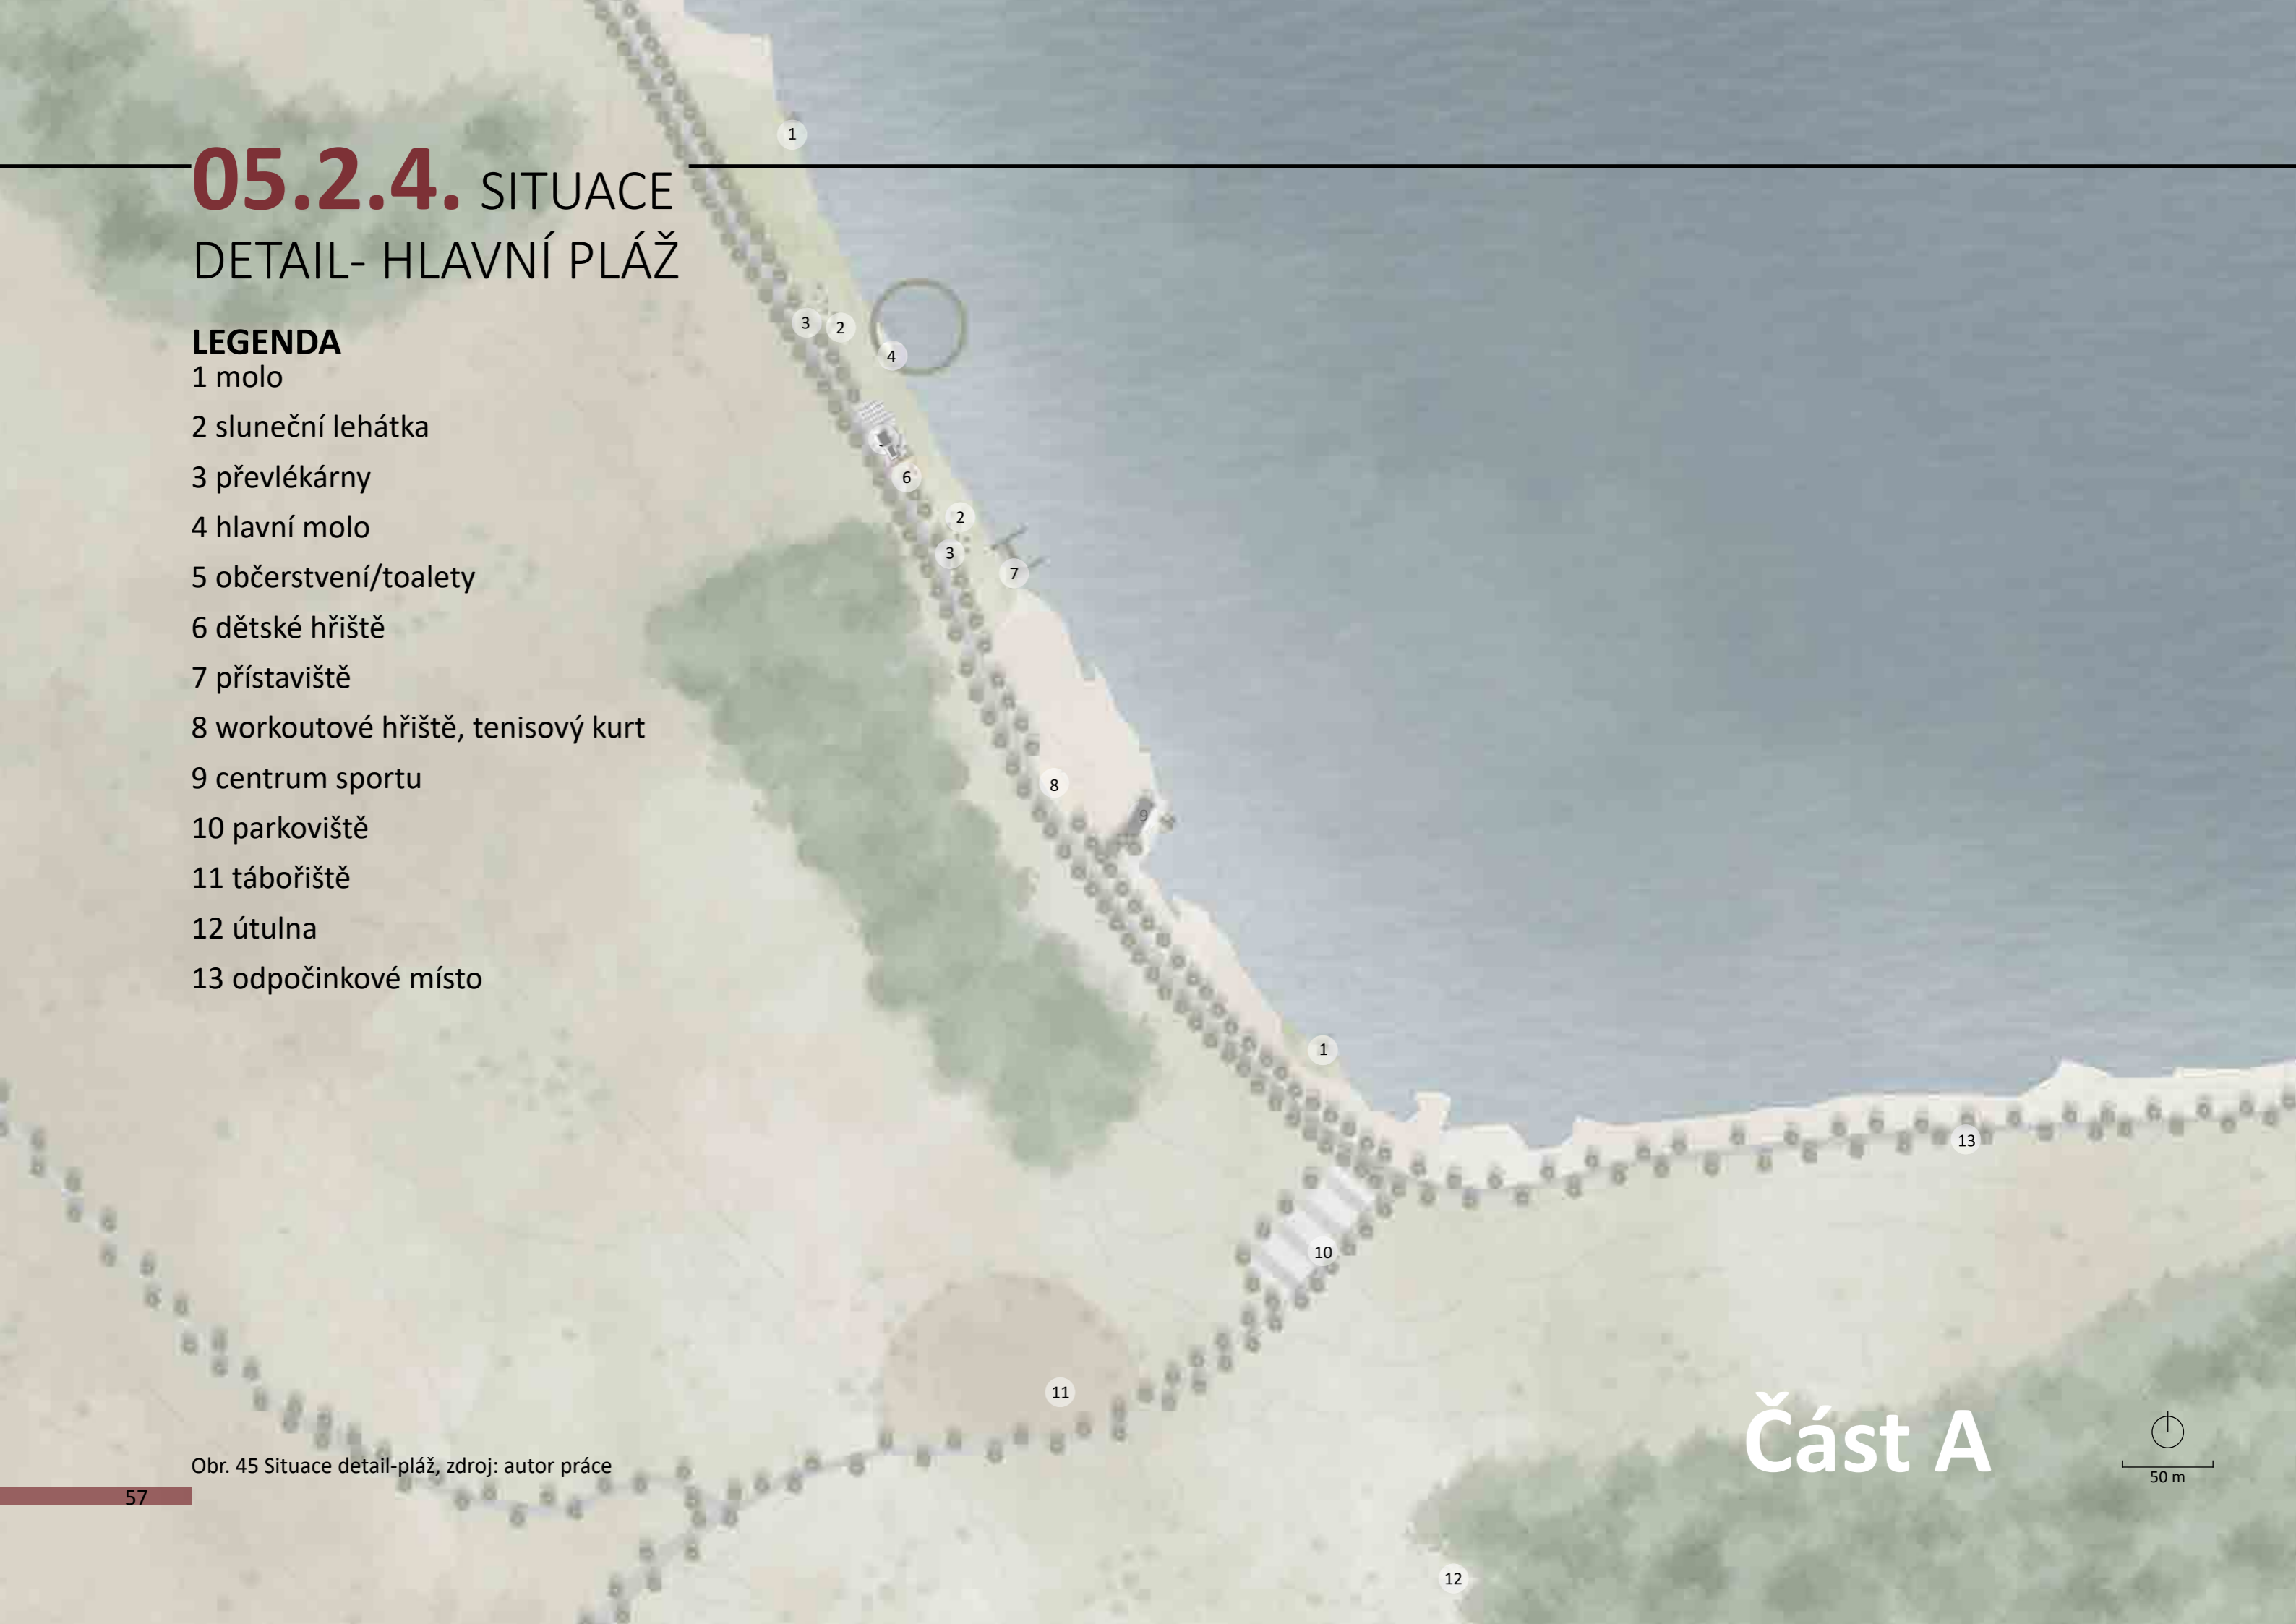 05.2.4. SITUACE
DETAIL- HLAVNÍ PLÁŽ
LEGENDA
1 molo
2 sluneční lehátka
3 převlékárny
4 hlavní molo
5 občerstvení/toalety
6 dětské hřiště
7 přístaviště
8 workoutové hřiště, tenisový kurt
9 centrum sportu
10 parkoviště
11 tábořiště
12 útulna
13 odpočinkové místo
1
3
2
4
6
2
3
7
8
9
1
13
10
11
12
Část A
50 m
Obr. 45 Situace detail-pláž, zdroj: autor práce
57